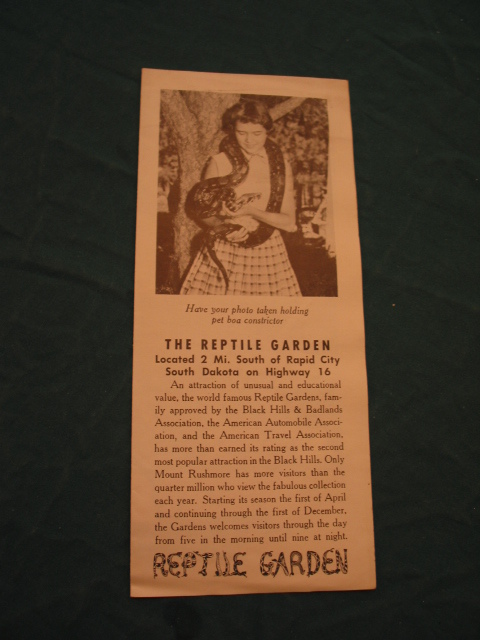 Have your photo taken holding
pet boa constrictor
THE REPTILE GARDEN
Located 2 Mi. South of Rapid City
South Dakota on Highway 16
An attraction of unusual and educational
value, the world famous Reptile Gardens, fam-
ily approved by the Black Hills & Badlands
Association, the American Automobile Associ-
ation, and the American Travel Association,
has more than earned its rating as the second
most popular attraction in the Black Hills. Only
Mount Rushmore has more visitors than the
quarter million who view the fabulous collection
each year. Starting its season the first of April
and continuing through the first of December,
the Gardens welcomes visitors through the day
from five in the morning until nine at night.
REPTILE GARDEN